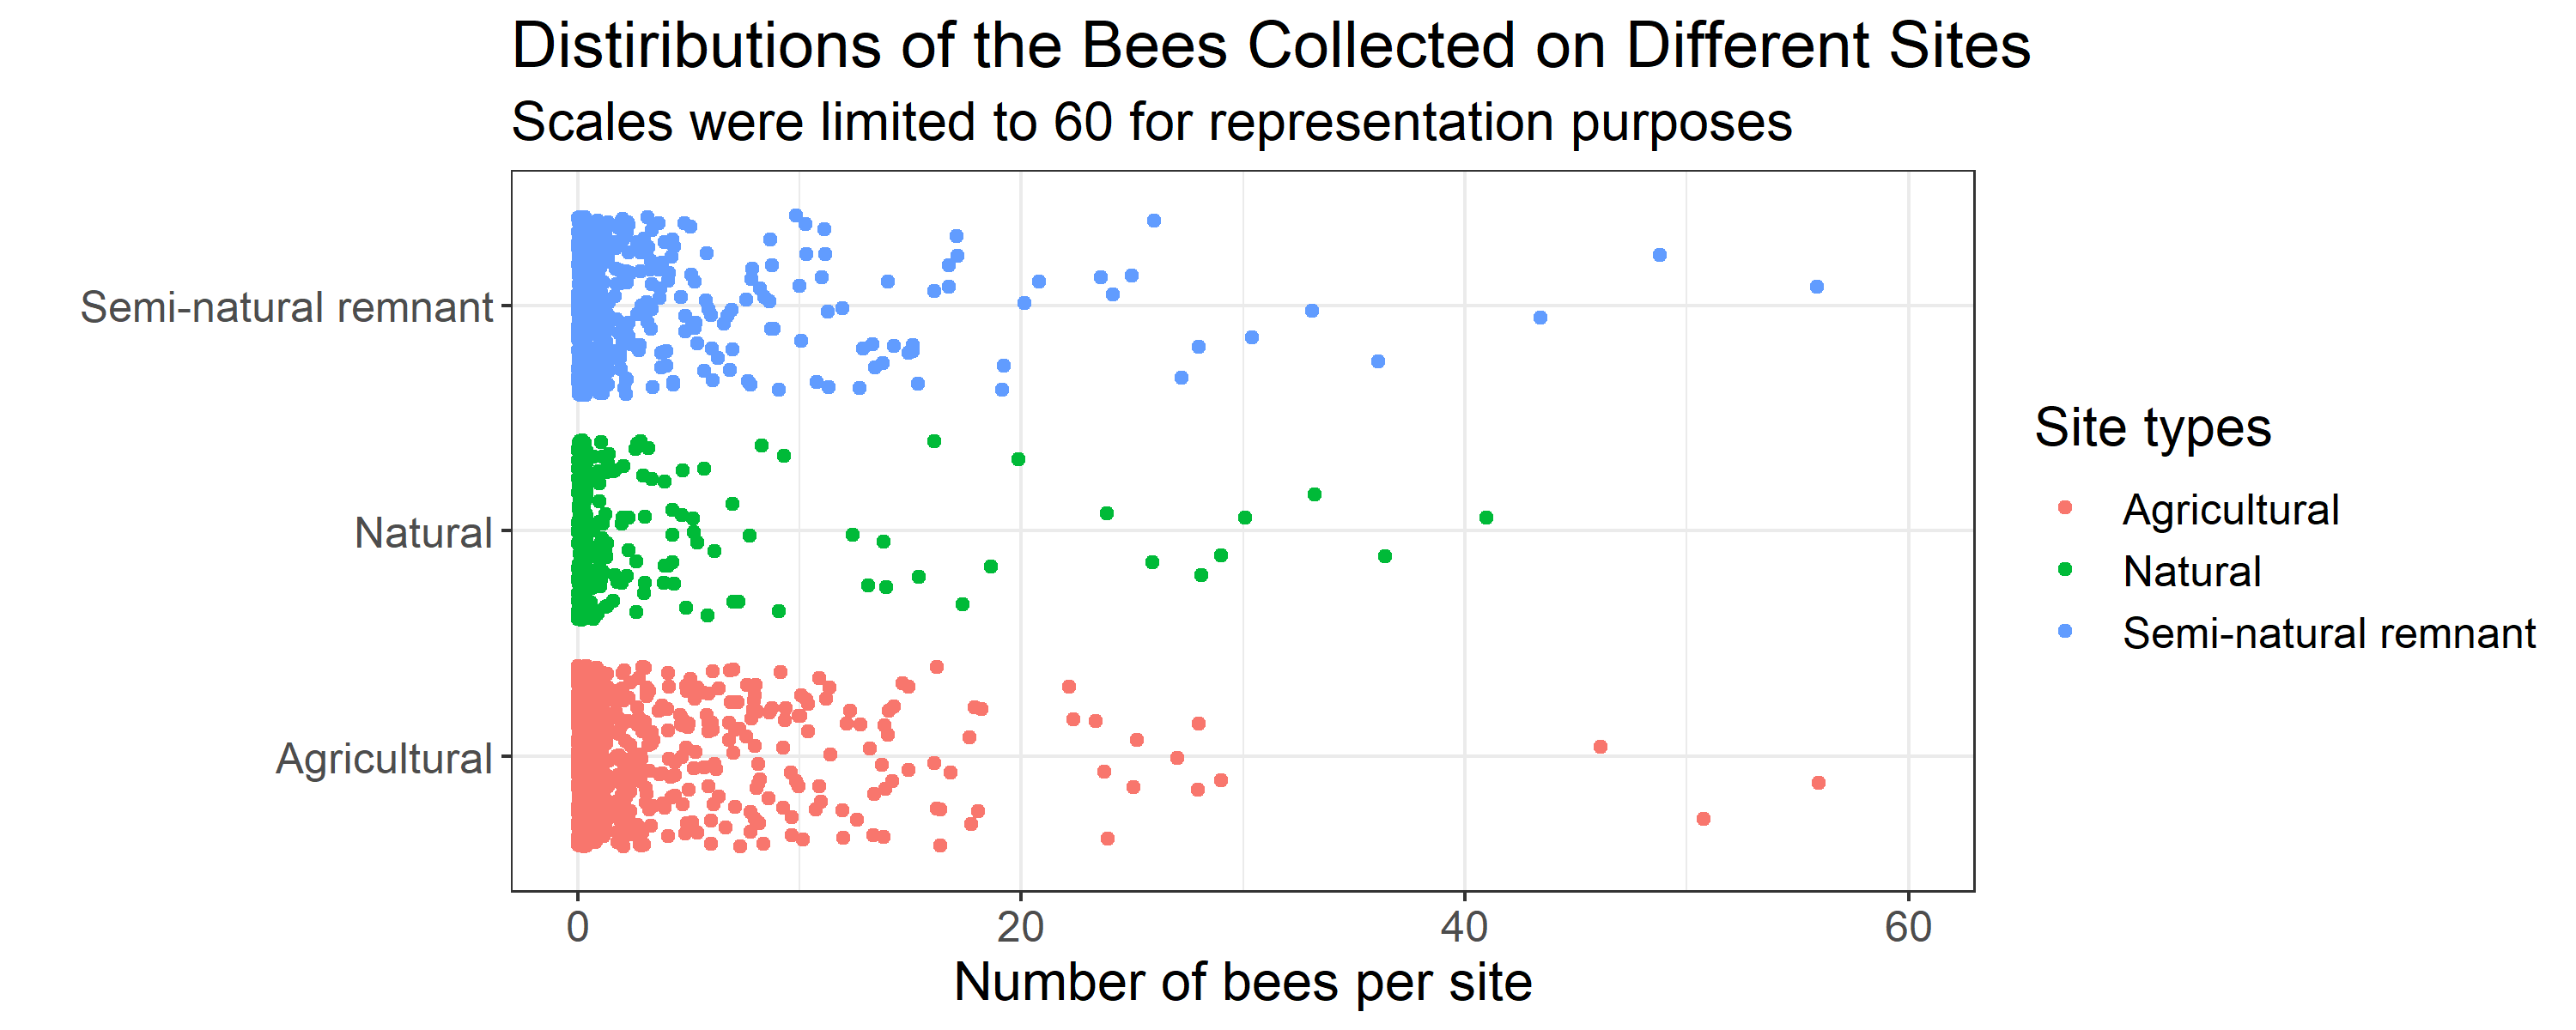 Distiributions of the Bees Collected on Different Sites
Scales were limited to 60 for representation purposes
Semi-natural remnant
Natural
Agricultural
0 20 40 60
Number of bees per site
Site types
Agricultural
Natural
Semi-natural remnant